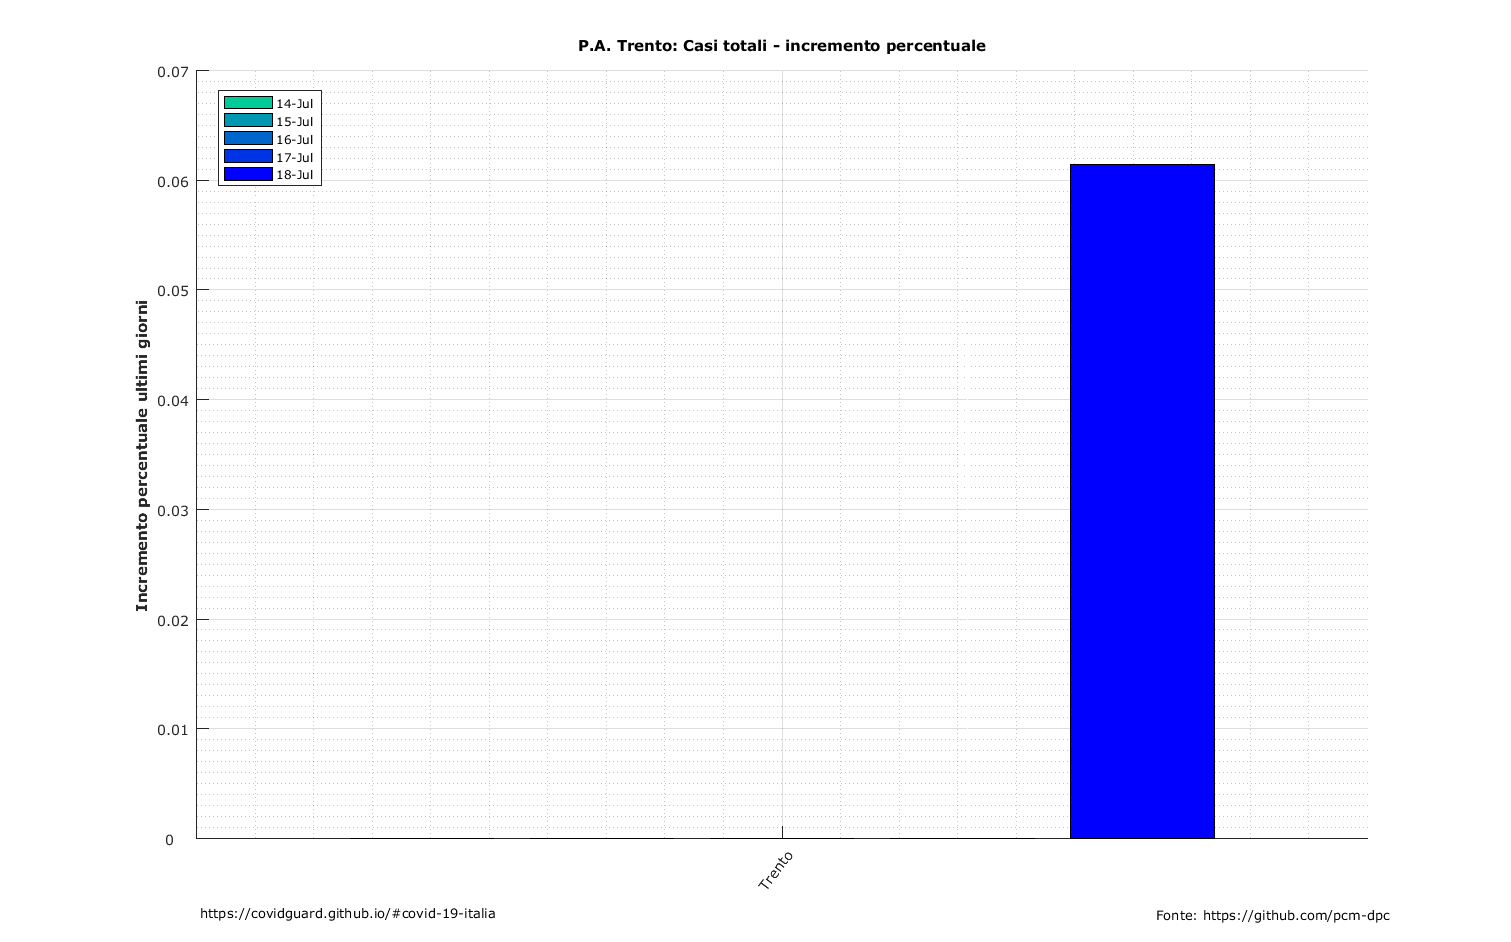 P.A. Trento: Casi totali - incremento percentuale
0.07
0.06
0.05
0.04
0.03
0.02
0.01
0
14-Jul
15-Jul
16-Jul
17-Jul
18-Jul
Incremento percentuale ultimi giorni
Trento
https://covidguard.github.io/#covid-19-italia
Fonte: https://github.com/pcm-dpc